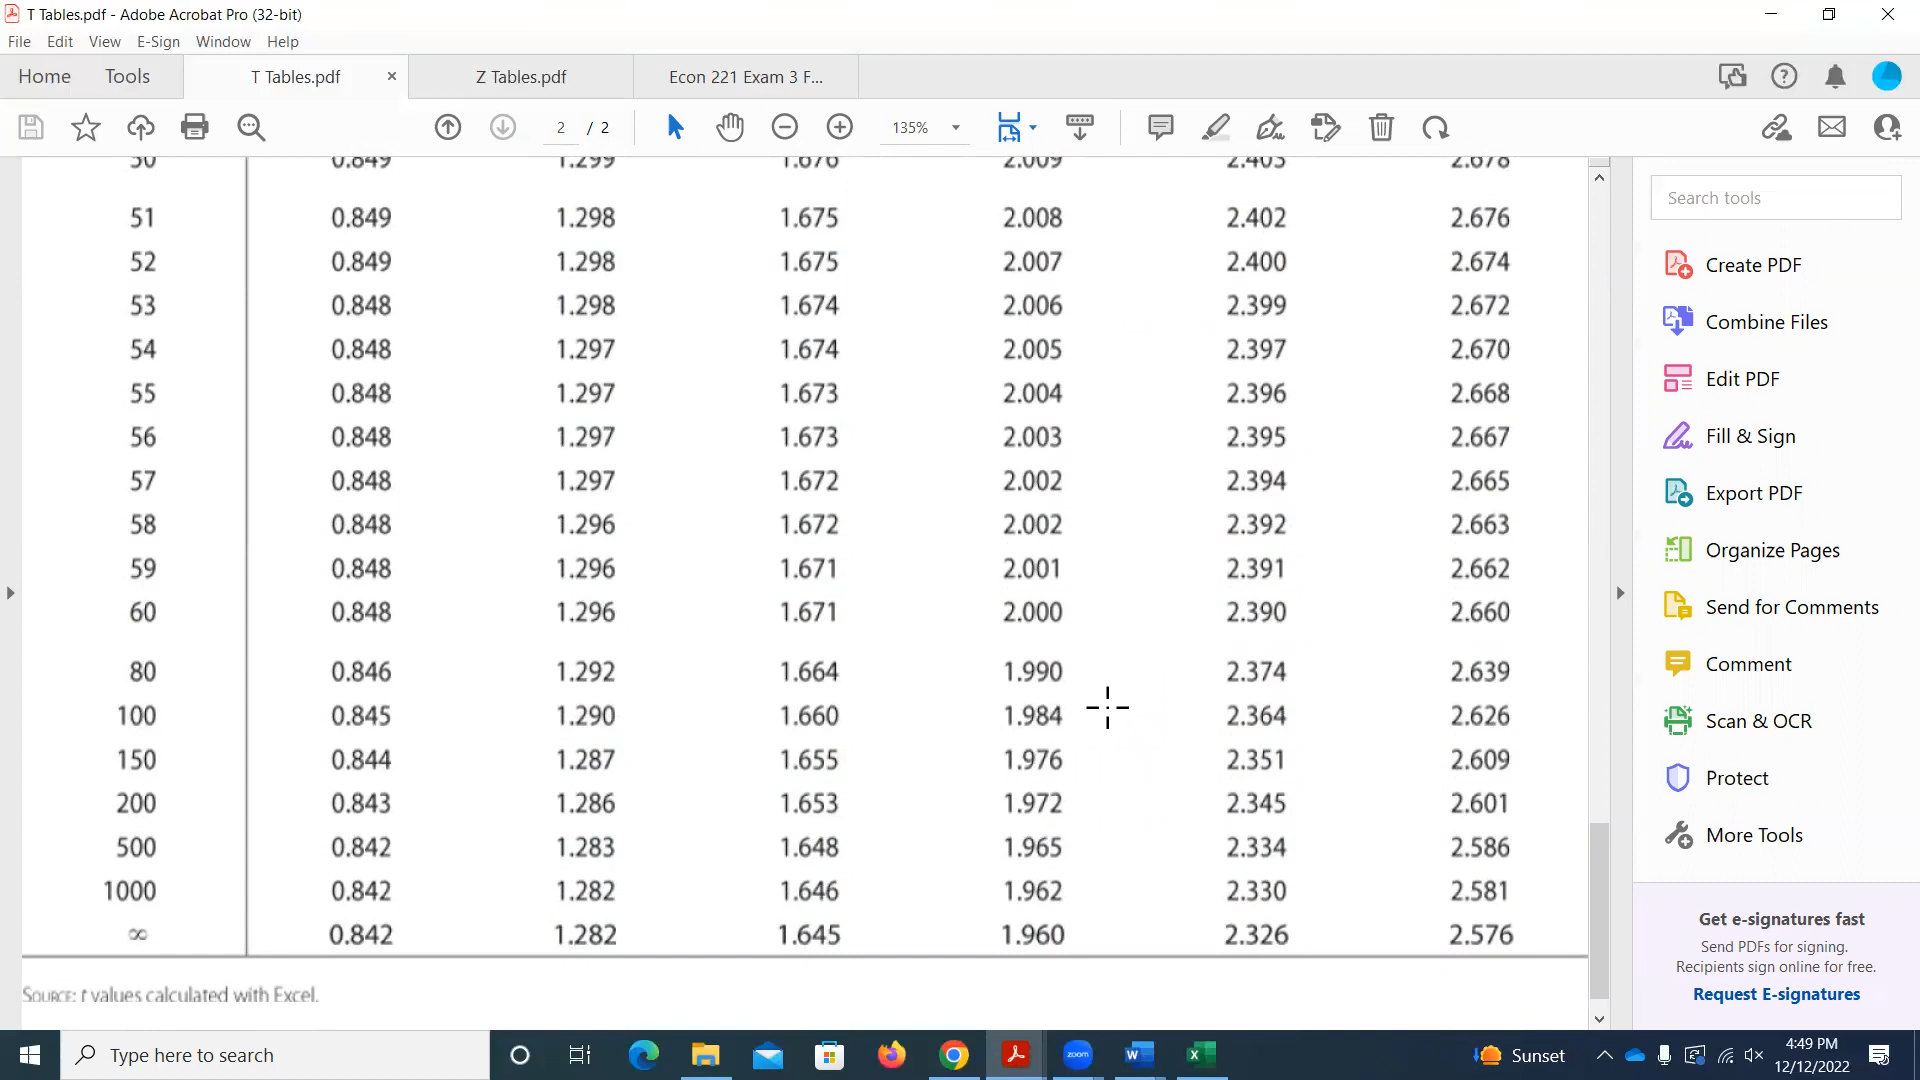 T Tables.pdf - Adobe Acrobat Pro (32-bit)
File Edit View E-Sign Window Help
Home Tools T Tables.pdf × Z Tables.pdf Econ 221 Exam 3 F...
2 / 2 135%
50 0.849 1.299 1.676 2.009 2.403 2.678
51 0.849 1.298 1.675 2.008 2.402 2.676
52 0.849 1.298 1.675 2.007 2.400 2.674
53 0.848 1.298 1.674 2.006 2.399 2.672
54 0.848 1.297 1.674 2.005 2.397 2.670
55 0.848 1.297 1.673 2.004 2.396 2.668
56 0.848 1.297 1.673 2.003 2.395 2.667
57 0.848 1.297 1.672 2.002 2.394 2.665
58 0.848 1.296 1.672 2.002 2.392 2.663
59 0.848 1.296 1.671 2.001 2.391 2.662
60 0.848 1.296 1.671 2.000 2.390 2.660
80 0.846 1.292 1.664 1.990 2.374 2.639
100 0.845 1.290 1.660 1.984 2.364 2.626
150 0.844 1.287 1.655 1.976 2.351 2.609
200 0.843 1.286 1.653 1.972 2.345 2.601
500 0.842 1.283 1.648 1.965 2.334 2.586
1000 0.842 1.282 1.646 1.962 2.330 2.581
∞ 0.842 1.282 1.645 1.960 2.326 2.576
SOURCE: t values calculated with Excel.
Search tools
Create PDF
Combine Files
Edit PDF
Fill & Sign
Export PDF
Organize Pages
Send for Comments
Comment
Scan & OCR
Protect
More Tools
Get e-signatures fast
Send PDFs for signing.
Recipients sign online for free.
Request E-signatures
Type here to search
zoom
Sunset
4:49 PM
12/12/2022